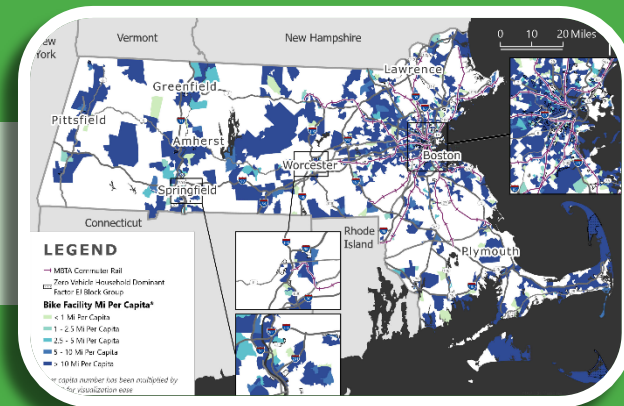 New York
Vermont
New Hampshire
0 10 20 Miles
Lawrence
Greenfield
Pittsfield
Amherst
Worcester
Boston
Springfield
Connecticut
Rhode
Island
Plymouth
LEGEND
MBTA Commuter Rail
Zero Vehicle Household Dominant
Factor EJ Block Group
Bike Facility Mi Per Capita*
< 1 Mi Per Capita
1 - 2.5 Mi Per Capita
2.5 - 5 Mi Per Capita
5 - 10 Mi Per Capita
> 10 Mi Per Capita
capita number has been multiplied by
for visualization ease